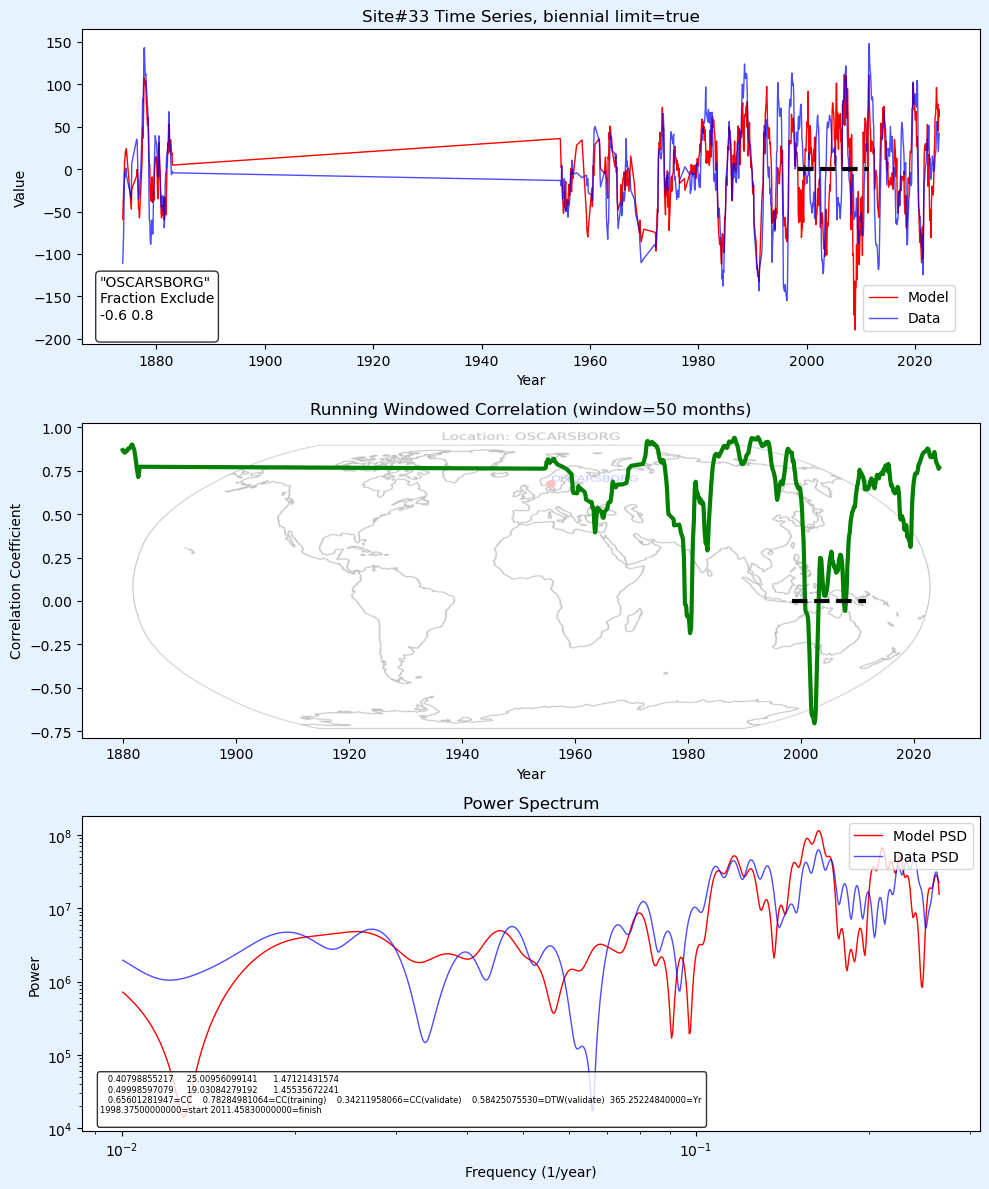 Site#33 Time Series, biennial limit=true
150
100
50
0
−50
−100
−150
−200
Value
"OSCARSBORG"
Fraction Exclude
-0.6 0.8
Model
Data
1880
1900
1920
1940
1960
1980
2000
2020
Year
Running Windowed Correlation (window=50 months)
1.00
0.75
0.50
0.25
0.00
−0.25
−0.50
−0.75
Correlation Coefficient
Location: OSCARSBORG
OSCARSBORG
1880
1900
1920
1940
1960
1980
2000
2020
Year
Power Spectrum
10⁸
10⁷
10⁶
10⁵
10⁴
Power
Model PSD
Data PSD
0.40798855217 25.00956099141 1.47121431574
0.49998597079 19.03084279192 1.45535672241
0.65601281947=CC 0.78284981064=CC(training) 0.34211958066=CC(validate) 0.58425075530=DTW(validate) 365.25224840000=Yr
1998.37500000000=start 2011.45830000000=finish
10⁻²
10⁻¹
Frequency (1/year)